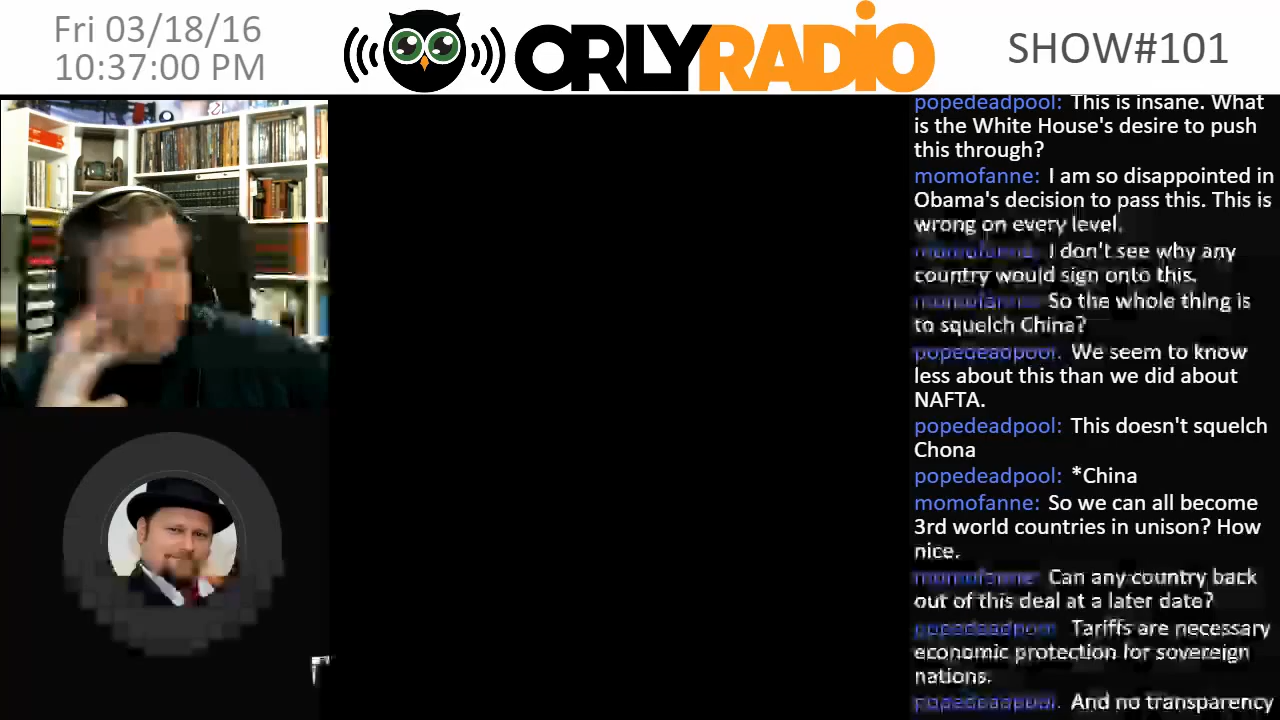 Fri 03/18/16
10:37:00 PM
ORLYRADIO
SHOW#101
popedeadpool: This is insane. What
is the White House's desire to push
this through?
momofanne: I am so disappointed in
Obama's decision to pass this. This is
wrong on every level.
momofanne: I don't see why any
country would sign onto this.
momofanne: So the whole thing is
to squelch China?
popedeadpool: We seem to know
less about this than we did about
NAFTA.
popedeadpool: This doesn't squelch
Chona
popedeadpool: *China
momofanne: So we can all become
3rd world countries in unison? How
nice.
momofanne: Can any country back
out of this deal at a later date?
popedeadpool: Tariffs are necessary
economic protection for sovereign
nations.
popedeadpool: And no transparency